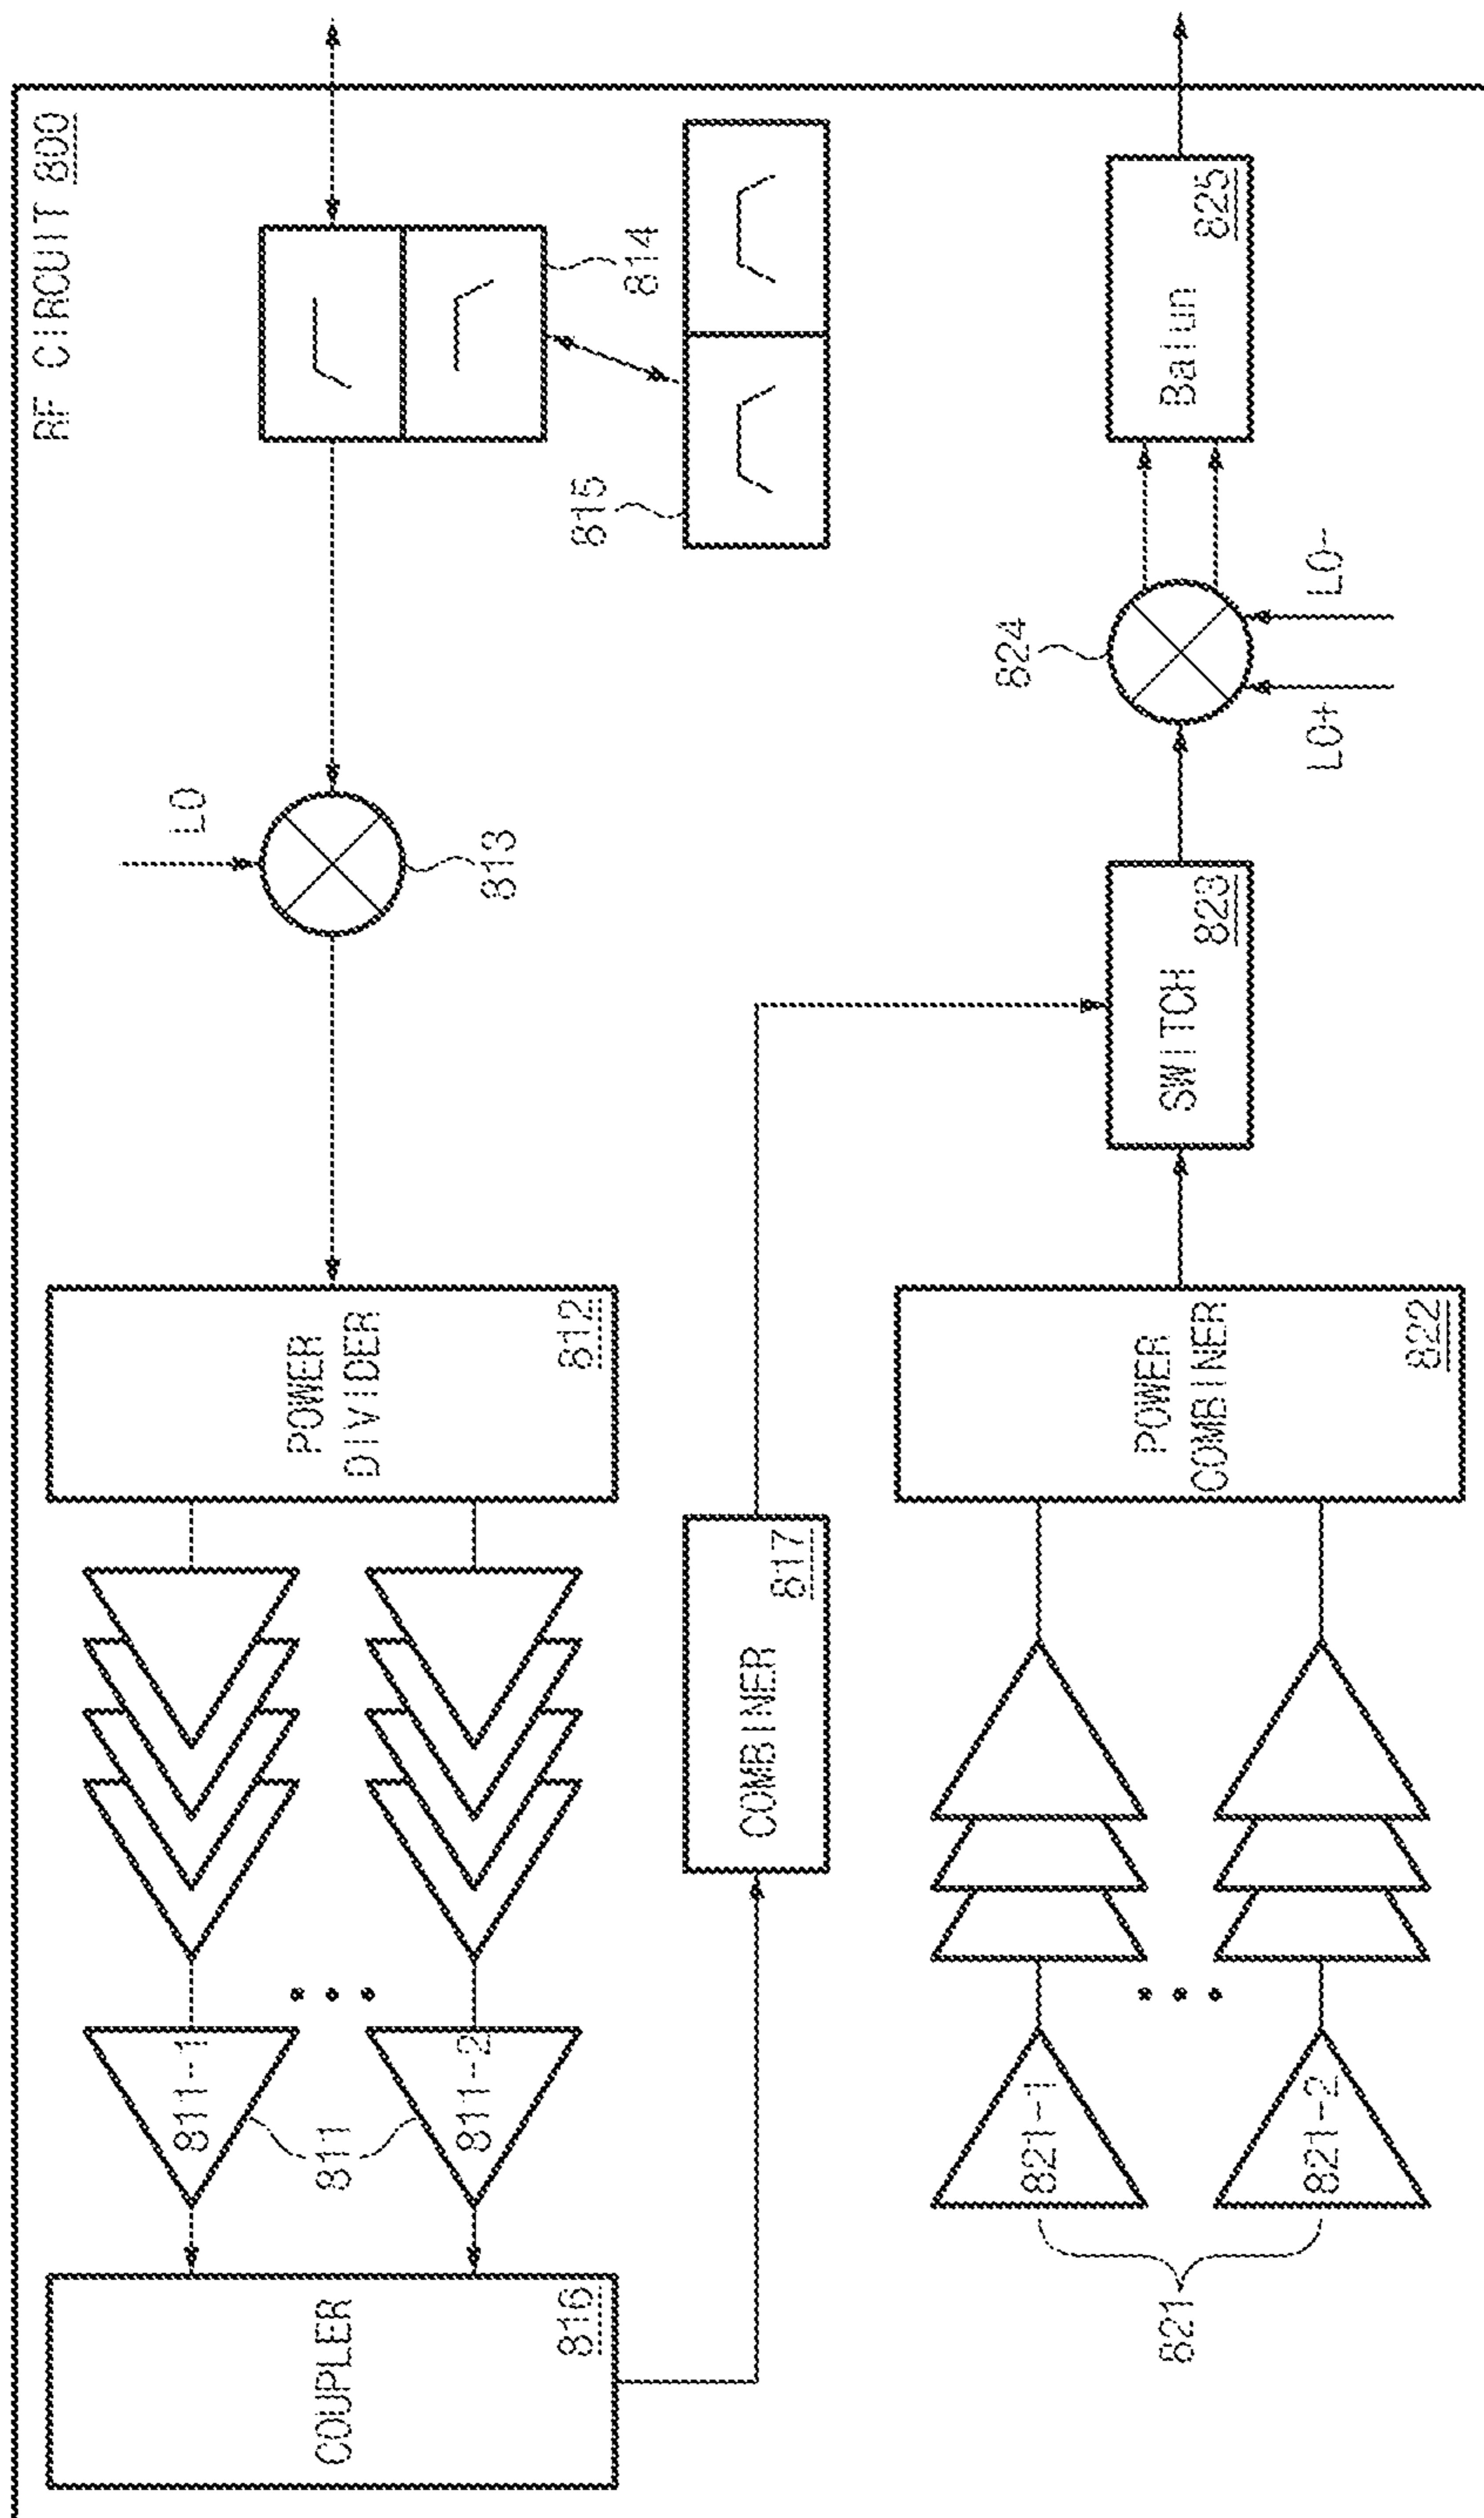 RF CIRCUIT 800
COUPLER
816
811-1
811
811-2
POWER
DIVIDER
812
LO
813
814
815
COMBINER
817
821
821-1
821-2
POWER
COMBINER
822
SWITCH
823
824
LO+
LO-
Balun
825